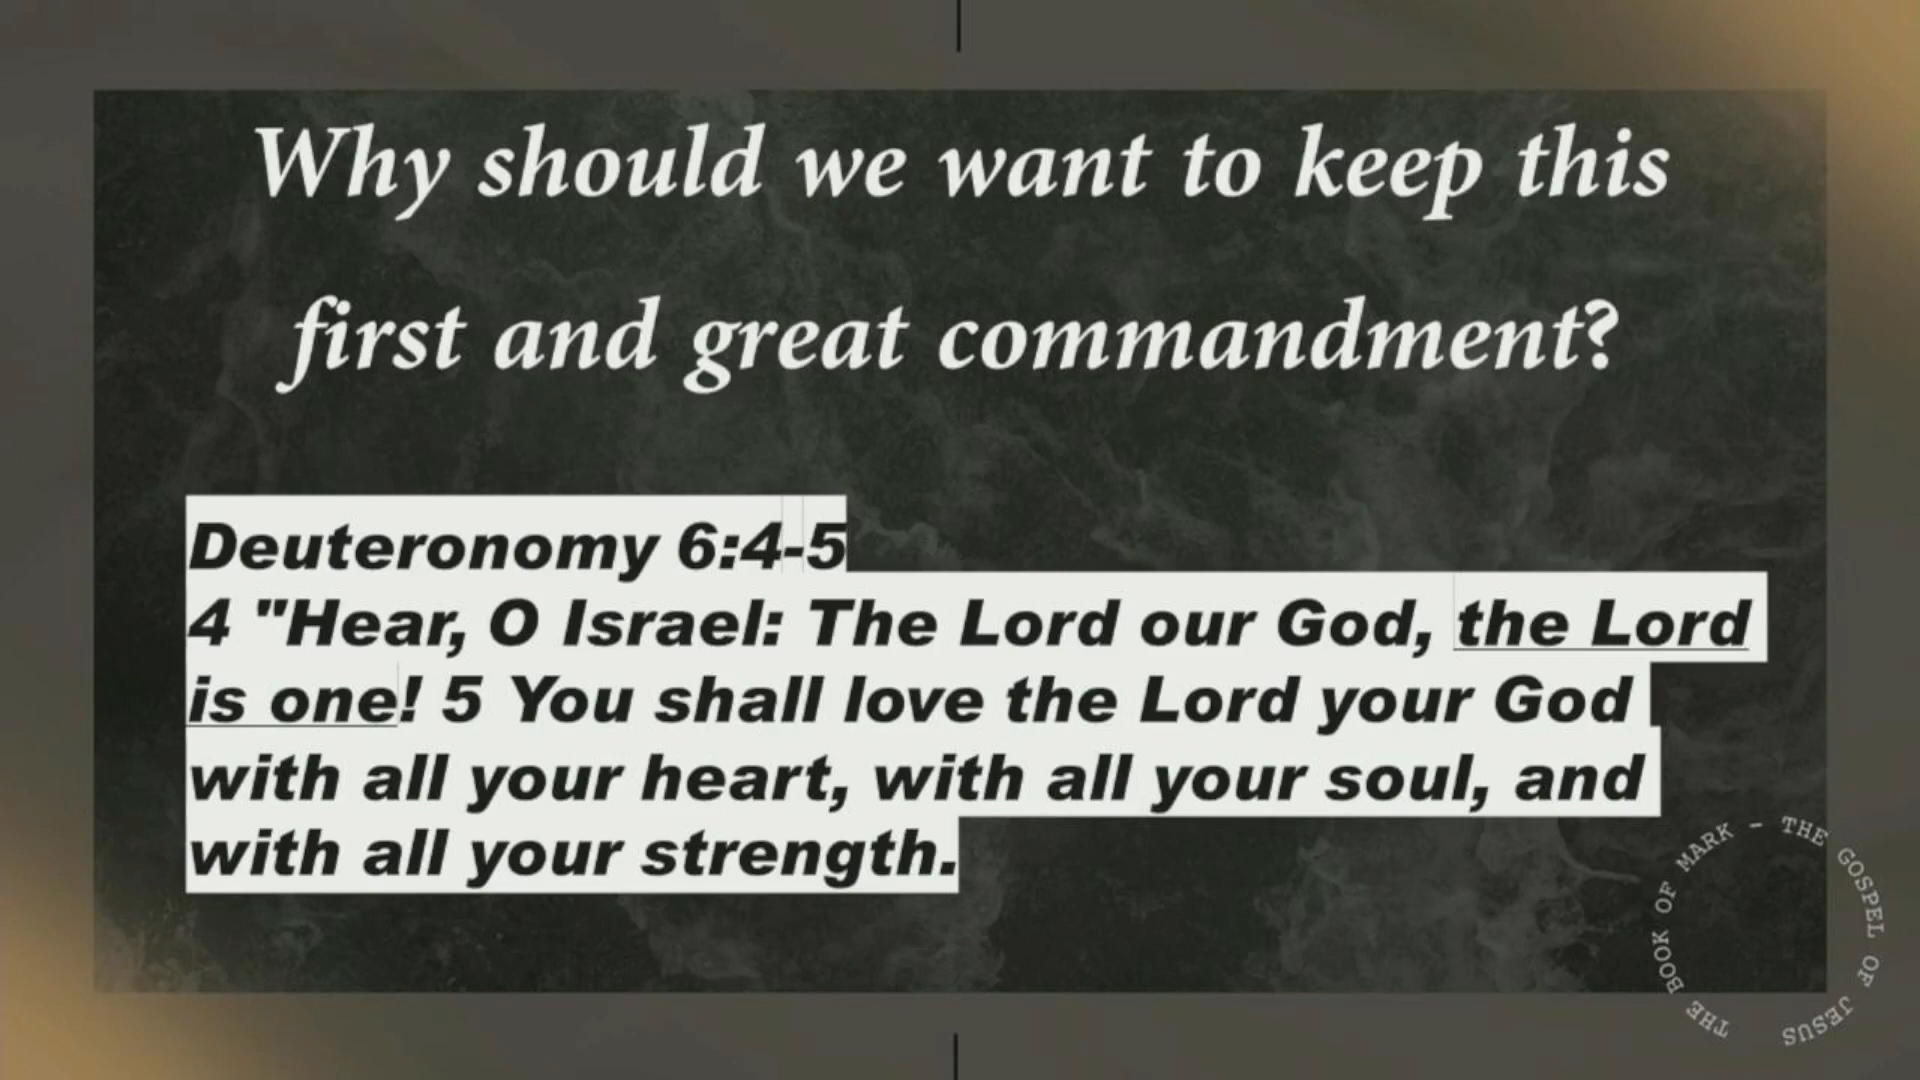 Why should we want to keep this
first and great commandment?
Deuteronomy 6:4-5
4 "Hear, O Israel: The Lord our God, the Lord
is one! 5 You shall love the Lord your God
with all your heart, with all your soul, and
with all your strength.
THE BOOK OF MARK - THE GOSPEL OF JESUS